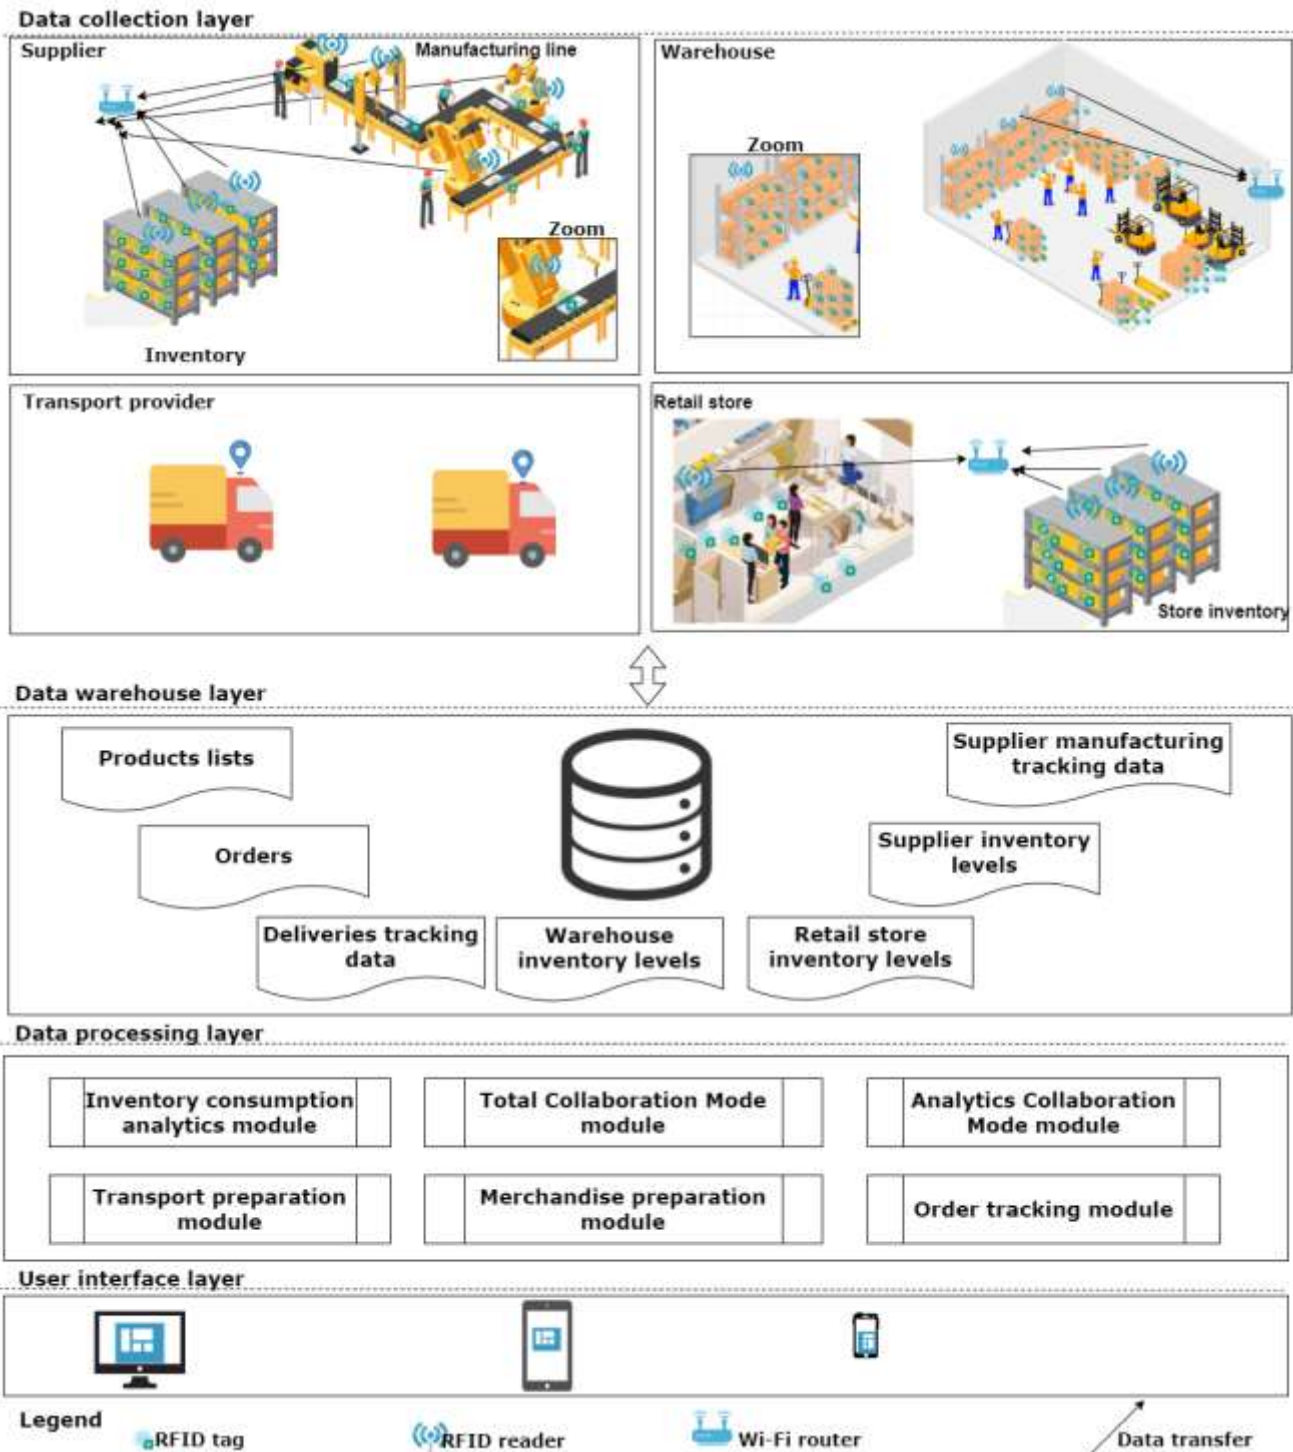 Data collection layer
Supplier
Manufacturing line
Zoom
Inventory
Warehouse
Zoom
Transport provider
Retail store
Store inventory
Data warehouse layer
Products lists
Supplier manufacturing
tracking data
Orders
Supplier inventory
levels
Deliveries tracking
data
Warehouse
inventory levels
Retail store
inventory levels
Data processing layer
Inventory consumption
analytics module
Total Collaboration Mode
module
Analytics Collaboration
Mode module
Transport preparation
module
Merchandise preparation
module
Order tracking module
User interface layer
Legend
RFID tag
RFID reader
Wi-Fi router
Data transfer